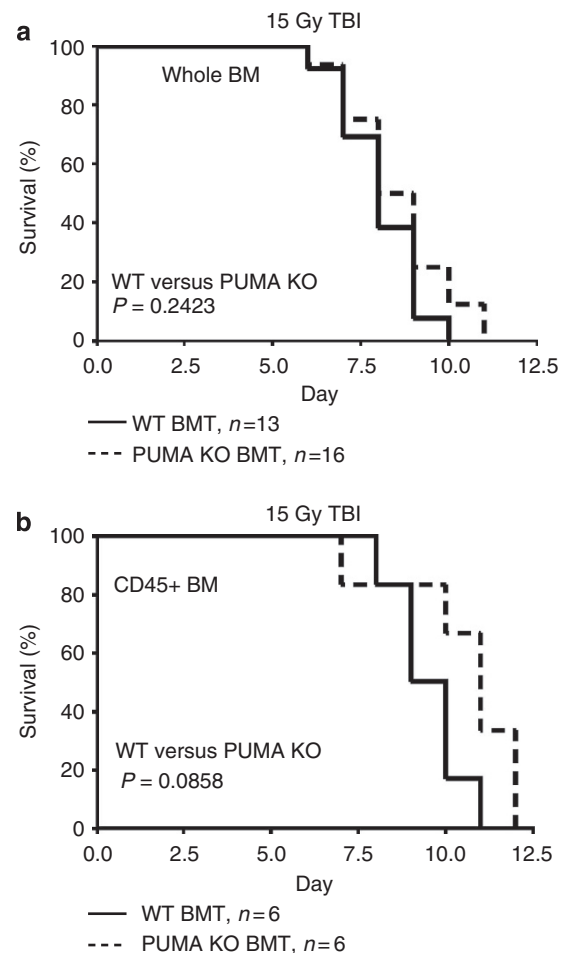 a
15 Gy TBI
Whole BM
Survival (%)
100
80
60
40
20
0
WT versus PUMA KO
P = 0.2423
0.0 2.5 5.0 7.5 10.0 12.5
Day
WT BMT, n=13
PUMA KO BMT, n=16
b
15 Gy TBI
CD45+ BM
Survival (%)
100
80
60
40
20
0
WT versus PUMA KO
P = 0.0858
0.0 2.5 5.0 7.5 10.0 12.5
Day
WT BMT, n=6
PUMA KO BMT, n=6